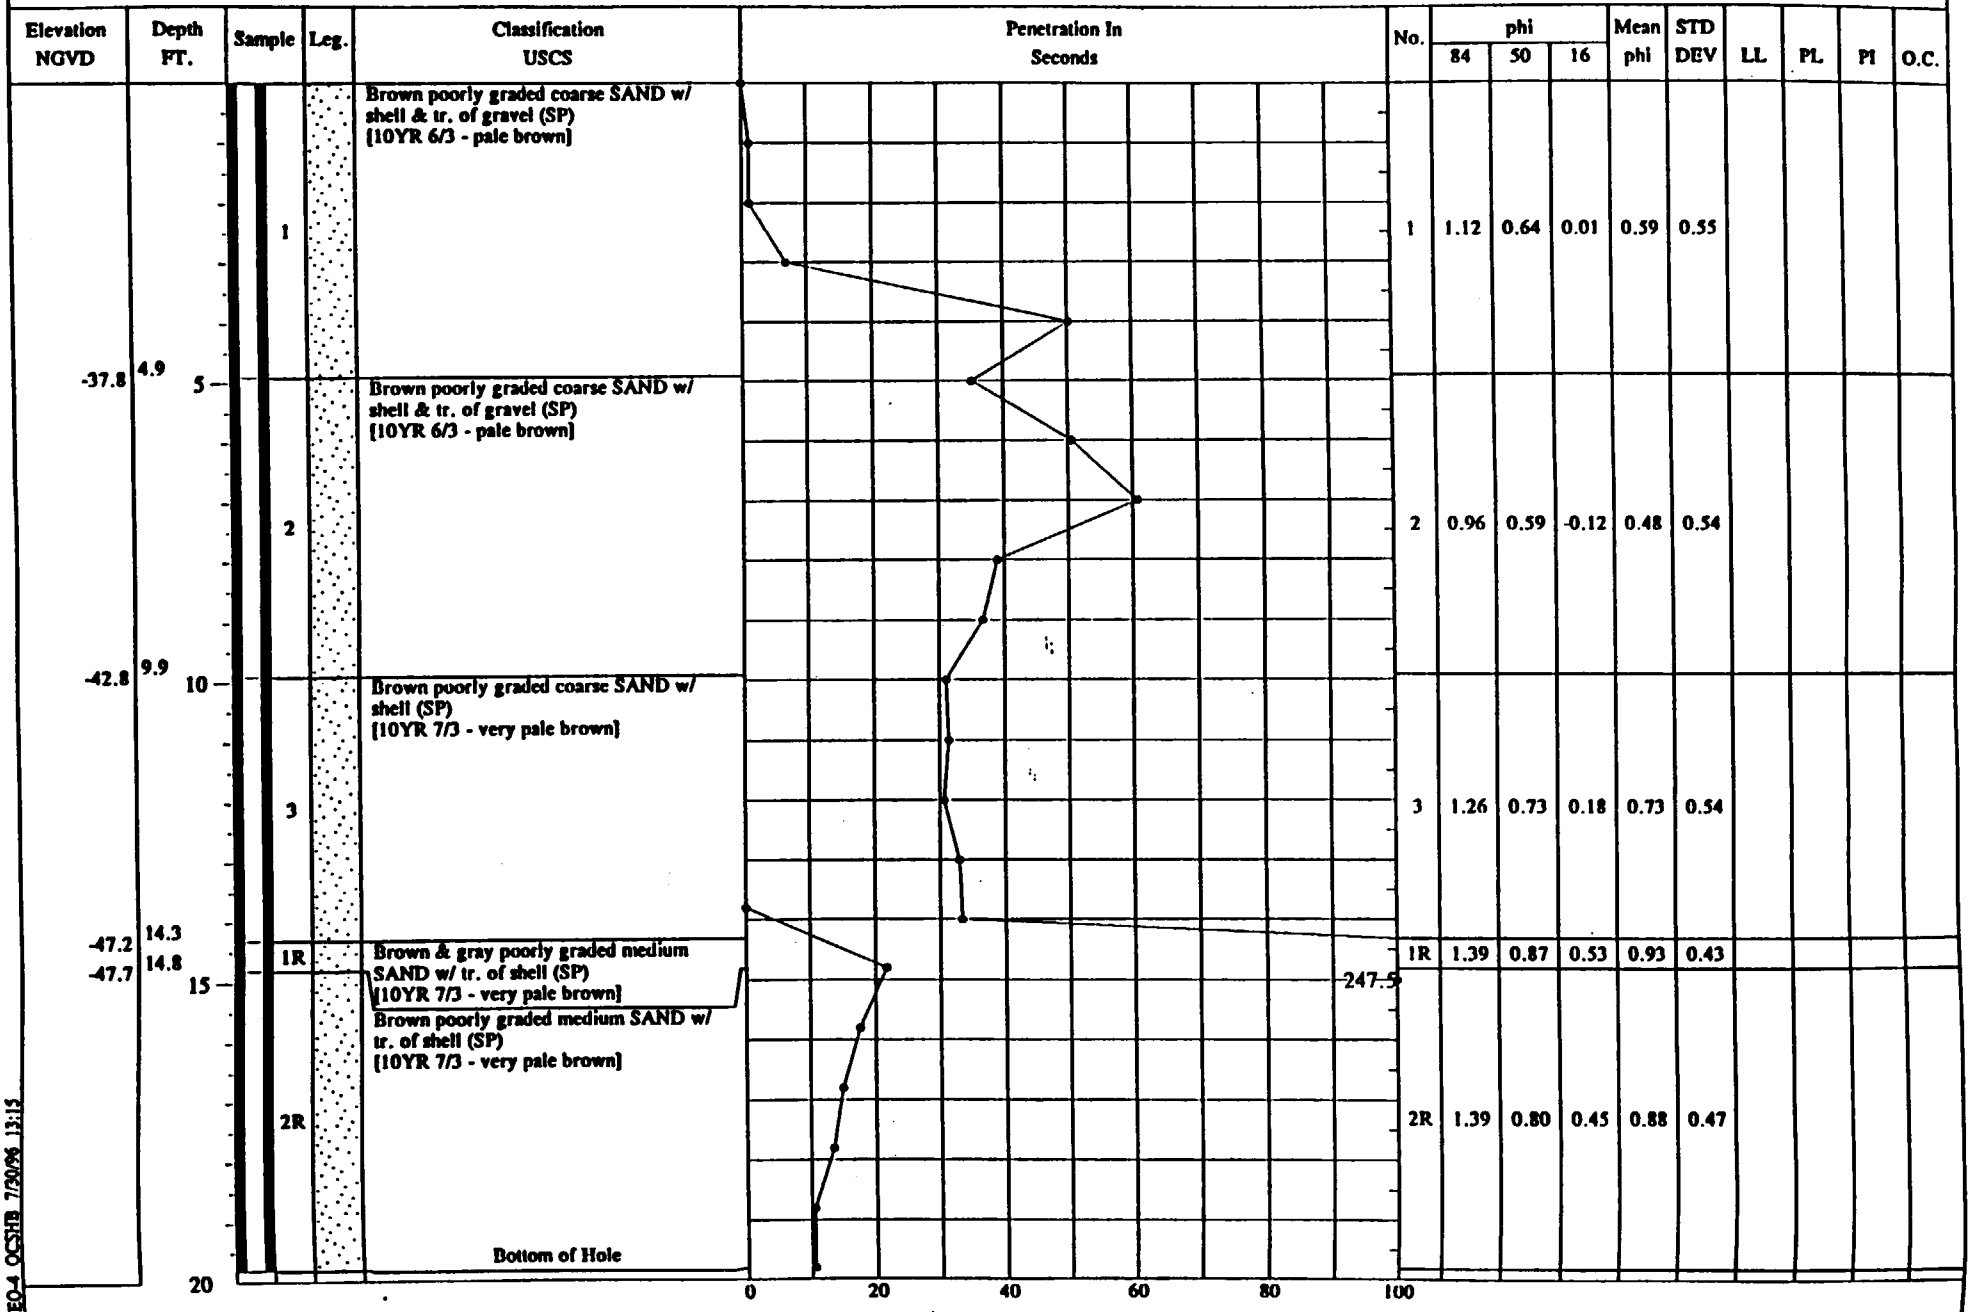 Elevation NGVD
Depth FT.
Sample
Leg.
Classification USCS
Penetration In Seconds
No.
phi
84 50 16
Mean phi
STD DEV
LL
PL
PI
O.C.
Brown poorly graded coarse SAND w/
shell & tr. of gravel (SP)
[10YR 6/3 - pale brown]
1
1 1.12 0.64 0.01 0.59 0.55
-37.8 4.9
5
Brown poorly graded coarse SAND w/
shell & tr. of gravel (SP)
[10YR 6/3 - pale brown]
2
2 0.96 0.59 -0.12 0.48 0.54
-42.8 9.9
10
Brown poorly graded coarse SAND w/
shell (SP)
[10YR 7/3 - very pale brown]
3
3 1.26 0.73 0.18 0.73 0.54
-47.2 14.3
1R
Brown & gray poorly graded medium
SAND w/ tr. of shell (SP)
[10YR 7/3 - very pale brown]
1R 1.39 0.87 0.53 0.93 0.43
-47.7 14.8
15
247.5
Brown poorly graded medium SAND w/
tr. of shell (SP)
[10YR 7/3 - very pale brown]
2R
2R 1.39 0.80 0.45 0.88 0.47
Bottom of Hole
20
0 20 40 60 80 100
EO-4 OCSHB 7/30/96 13:15